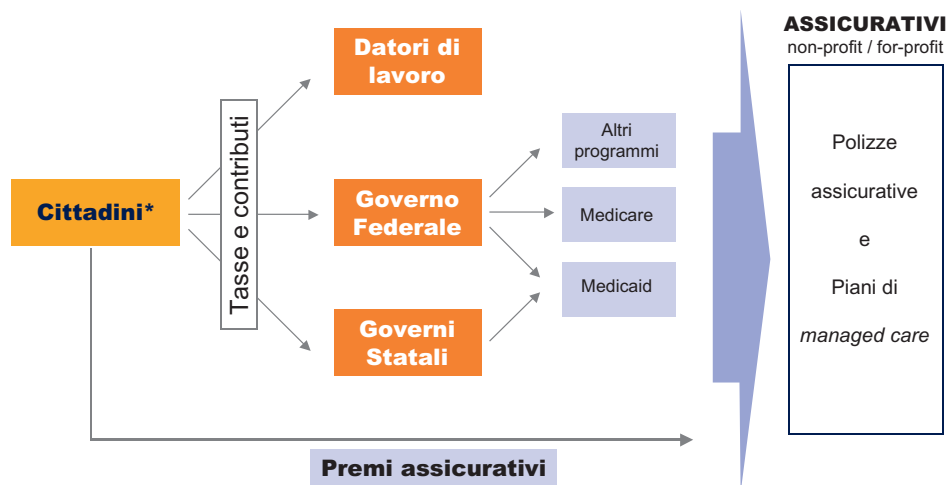 ASSICURATIVI
non-profit / for-profit
Datori di
lavoro
Tasse e contributi
Altri
programmi
Cittadini*
Governo
Federale
Medicare
Medicaid
Governi
Statali
Polizze
assicurative
e
Piani di
managed care
Premi assicurativi